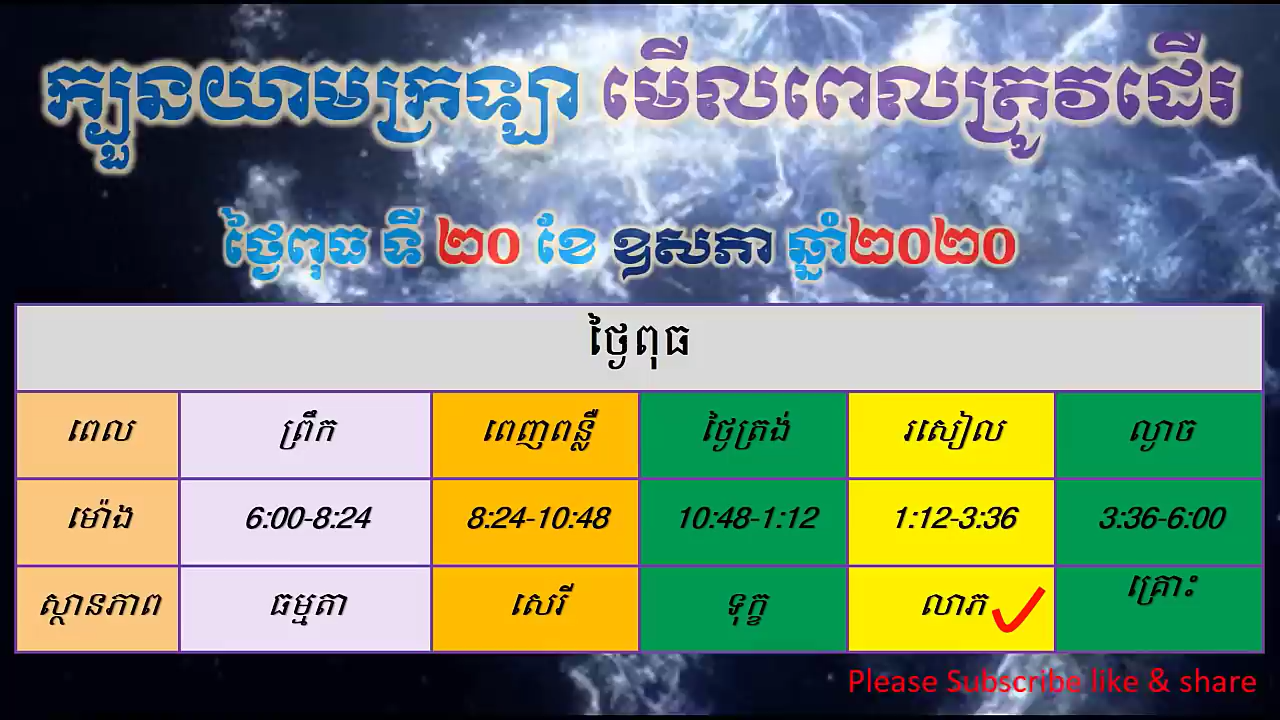 ក្បួនយាមក្រឡា មើលពេលត្រូវដើរ
ថ្ងៃពុធ ទី ២០ ខែ ឧសភា ឆ្នាំ២០២០
ថ្ងៃពុធ
ពេល ព្រឹក ពេញពន្លឺ ថ្ងៃត្រង់ រសៀល ល្ងាច
ម៉ោង 6:00-8:24 8:24-10:48 10:48-1:12 1:12-3:36 3:36-6:00
ស្ថានភាព ធម្មតា សេរី ទុក្ខ លាភ គ្រោះ
Please Subscribe like & share